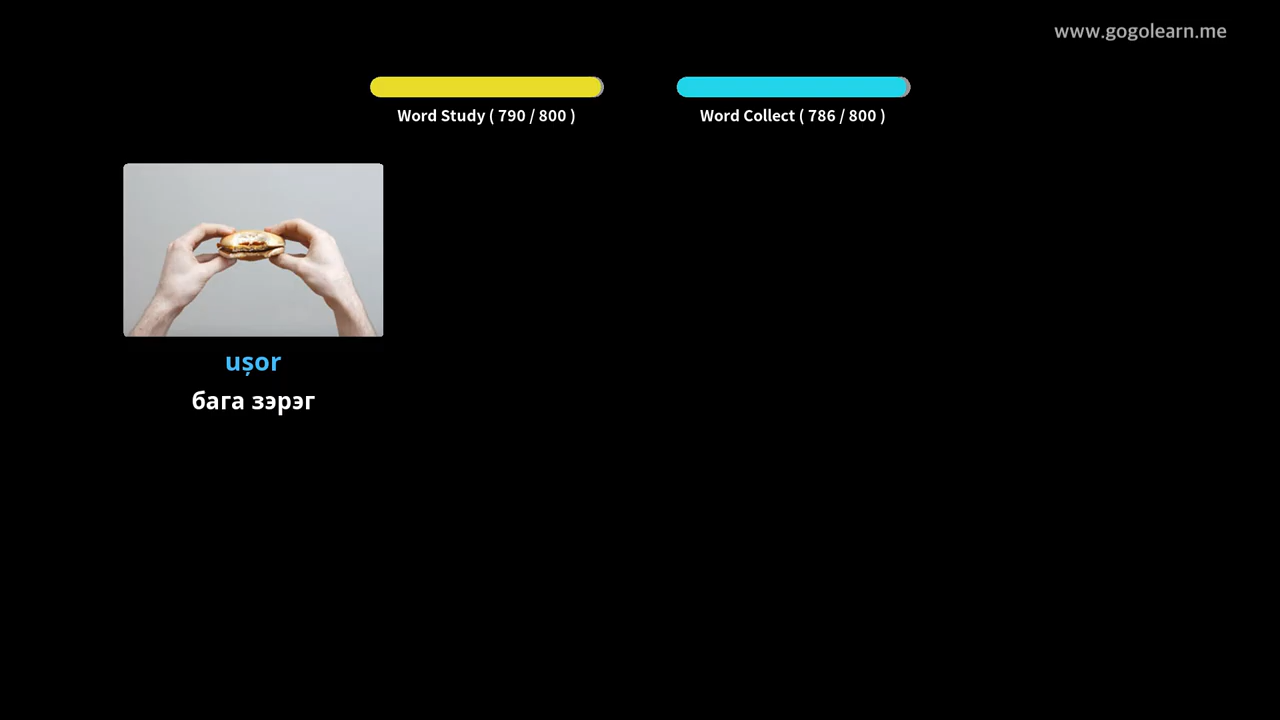 www.gogolearn.me
Word Study ( 790 / 800 )
Word Collect ( 786 / 800 )
ușor
бага зэрэг